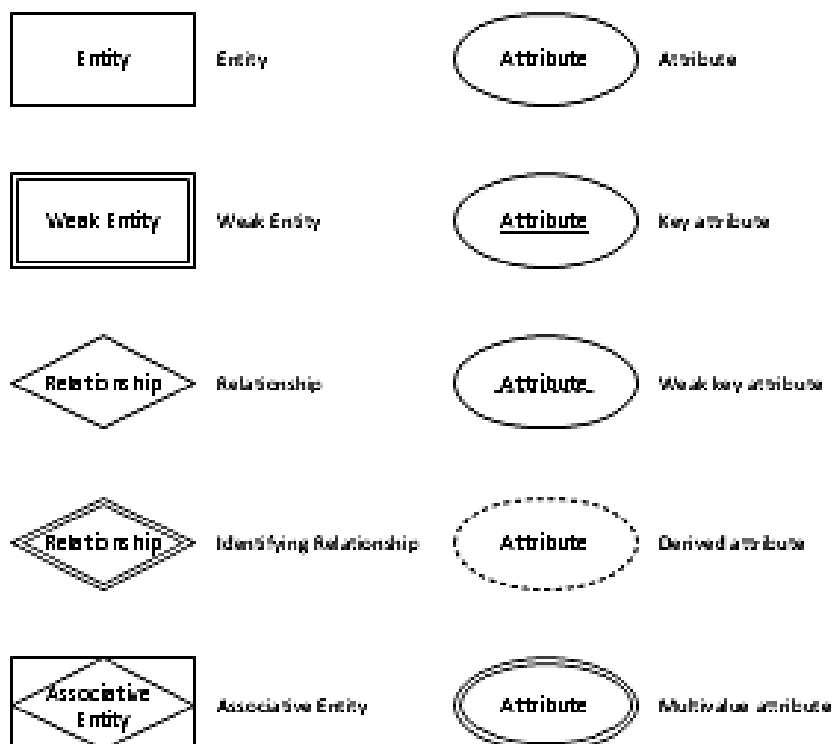 Entity
Entity
Attribute
Attribute
Weak Entity
Weak Entity
Attribute
Key attribute
Relationship
Relationship
Attribute
Weak key attribute
Relationship
Identifying Relationship
Attribute
Derived attribute
Associative
Entity
Associative Entity
Attribute
Multivalue attribute